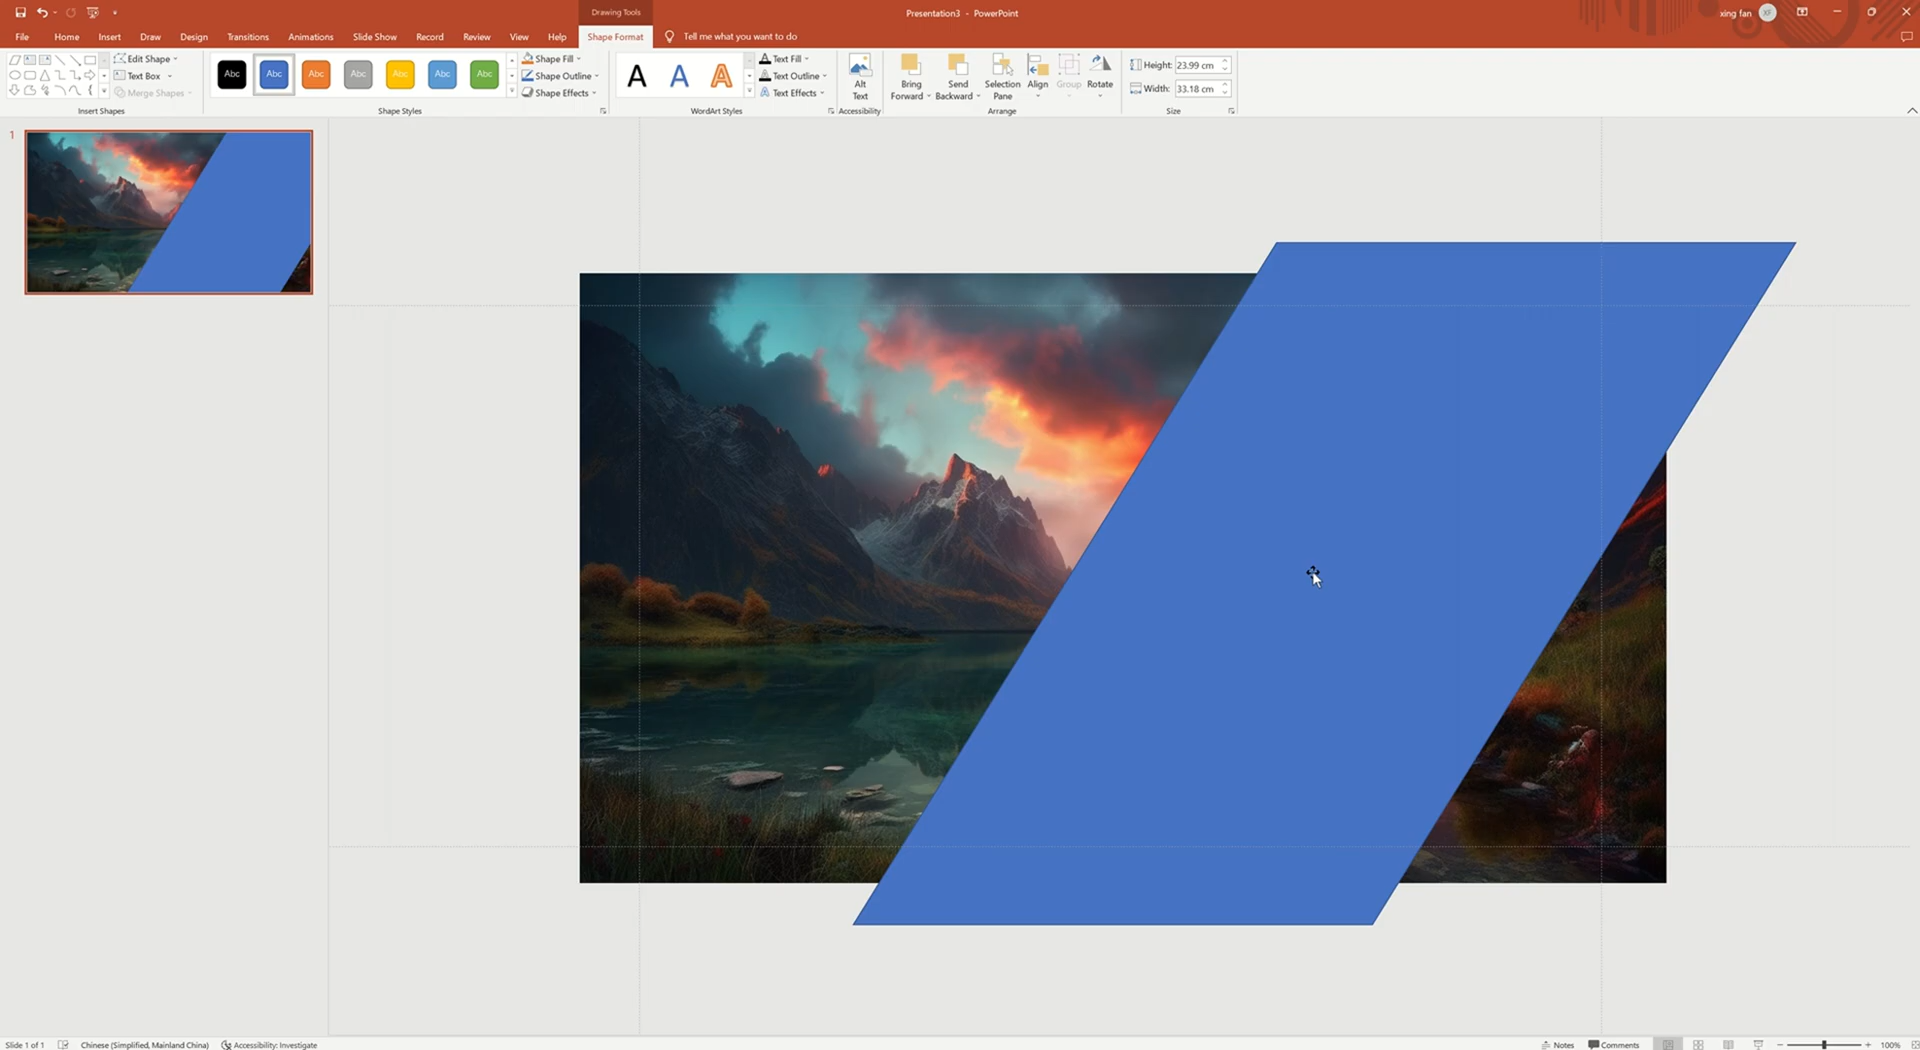 Drawing Tools
Presentation3 - PowerPoint
xing fan
XF
File
Home
Insert
Draw
Design
Transitions
Animations
Slide Show
Record
Review
View
Help
Shape Format
Tell me what you want to do
Edit Shape
Text Box
Merge Shapes
Insert Shapes
Abc
Abc
Abc
Abc
Abc
Abc
Abc
Shape Styles
Shape Fill
Shape Outline
Shape Effects
A
A
A
WordArt Styles
Text Fill
Text Outline
Text Effects
Alt
Text
Accessibility
Bring
Forward
Send
Backward
Selection
Pane
Align
Group
Rotate
Arrange
Height: 23.99 cm
Width: 33.18 cm
Size
1
Slide 1 of 1
Chinese (Simplified, Mainland China)
Accessibility: Investigate
Notes
Comments
100%